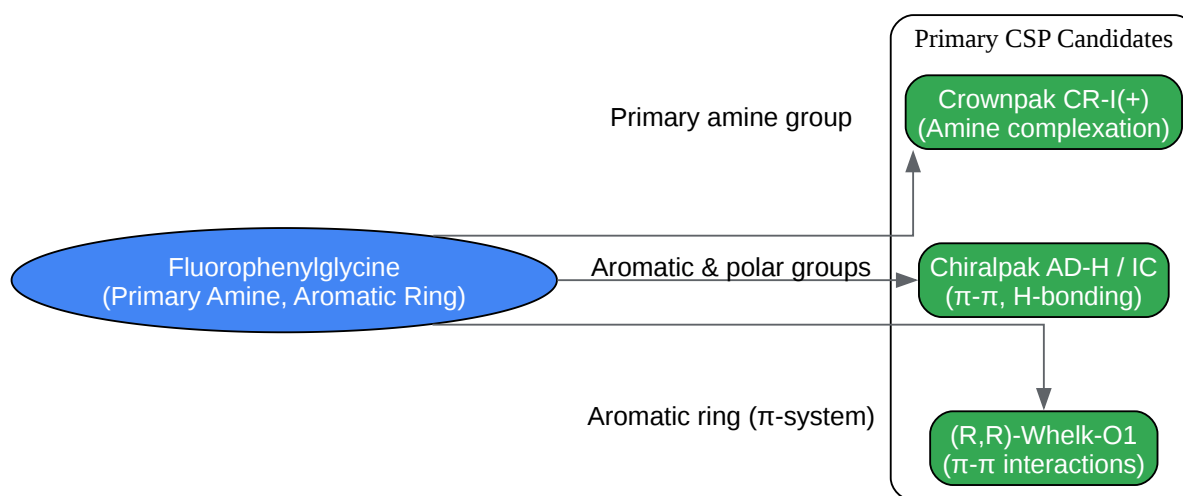 Primary CSP Candidates
Primary amine group
Crownpak CR-I(+)
(Amine complexation)
Fluorophenylglycine
(Primary Amine, Aromatic Ring)
Aromatic & polar groups
Chiralpak AD-H / IC
(π-π, H-bonding)
Aromatic ring (π-system)
(R,R)-Whelk-O1
(π-π interactions)